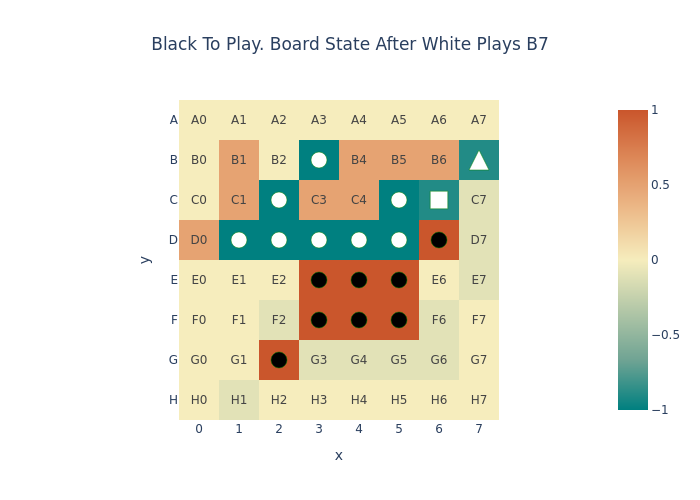 Black To Play. Board State After White Plays B7
A A0 A1 A2 A3 A4 A5 A6 A7
B B0 B1 B2 B4 B5 B6
C C0 C1 C3 C4 C7
D D0 D7
E E0 E1 E2 E6 E7
F F0 F1 F2 F6 F7
G G0 G1 G3 G4 G5 G6 G7
H H0 H1 H2 H3 H4 H5 H6 H7
0 1 2 3 4 5 6 7
x
y
1
0.5
0
−0.5
−1